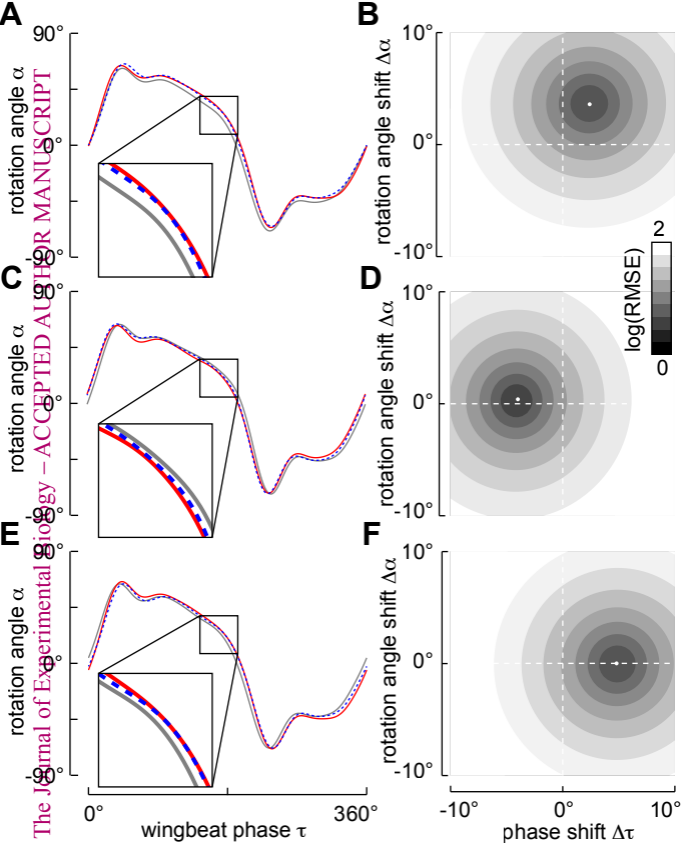 A
90°
0°
-90°
rotation angle α
B
10°
0°
-10°
rotation angle shift Δα
C
90°
0°
-90°
rotation angle α
D
10°
0°
-10°
rotation angle shift Δα
2
0
log(RMSE)
E
90°
0°
-90°
rotation angle α
0°
360°
wingbeat phase τ
F
10°
0°
-10°
rotation angle shift Δα
-10°
0°
10°
phase shift Δτ
The Journal of Experimental Biology – ACCEPTED AUTHOR MANUSCRIPT